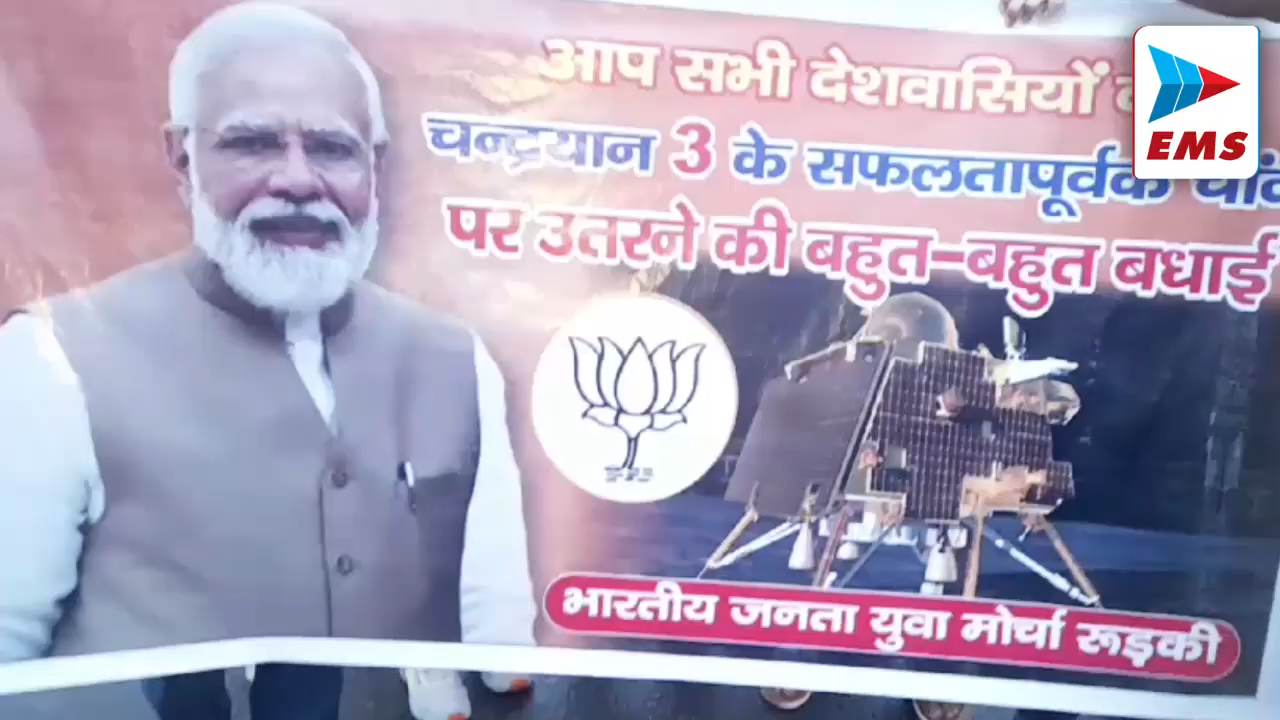 आप सभी देशवासियों
चन्द्रयान 3 के सफलतापूर्वक
पर उतरने की बहुत-बहुत बधाई
भारतीय जनता युवा मोर्चा रूड़की
EMS